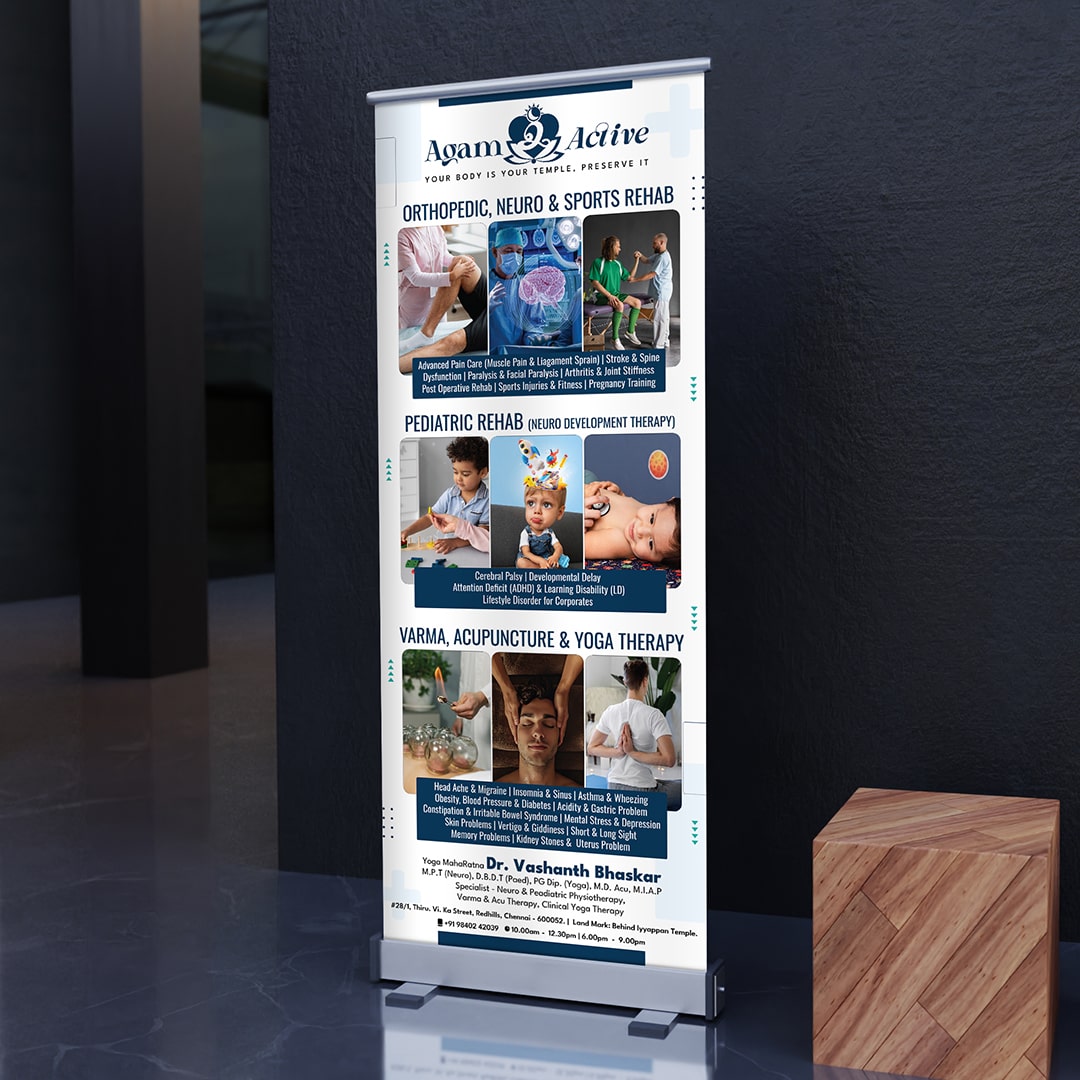 Agam Active
YOUR BODY IS YOUR TEMPLE, PRESERVE IT
ORTHOPEDIC, NEURO & SPORTS REHAB
Advanced Pain Care (Muscle Pain & Liagament Sprain) | Stroke & Spine
Dysfunction | Paralysis & Facial Paralysis | Arthritis & Joint Stiffness
Post Operative Rehab | Sports Injuries & Fitness | Pregnancy Training
PEDIATRIC REHAB (NEURO DEVELOPMENT THERAPY)
Cerebral Palsy | Developmental Delay
Attention Deficit (ADHD) & Learning Disability (LD)
Lifestyle Disorder for Corporates
VARMA, ACUPUNCTURE & YOGA THERAPY
Head Ache & Migraine | Insomnia & Sinus | Asthma & Wheezing
Obesity, Blood Pressure & Diabetes | Acidity & Gastric Problem
Constipation & Irritable Bowel Syndrome | Mental Stress & Depression
Skin Problems | Vertigo & Giddiness | Short & Long Sight
Memory Problems | Kidney Stones & Uterus Problem
Yoga MahaRatna Dr. Vashanth Bhaskar
M.P.T (Neuro), D.B.D.T (Paed), PG Dip. (Yoga), M.D. Acu, M.I.A.P
Specialist - Neuro & Peadiatric Physiotherapy,
Varma & Acu Therapy, Clinical Yoga Therapy
#28/1, Thiru. Vi. Ka Street, Redhills, Chennai - 600052. | Land Mark: Behind Iyyappan Temple.
+91 98402 42039 10.00am - 12.30pm | 6.00pm - 9.00pm